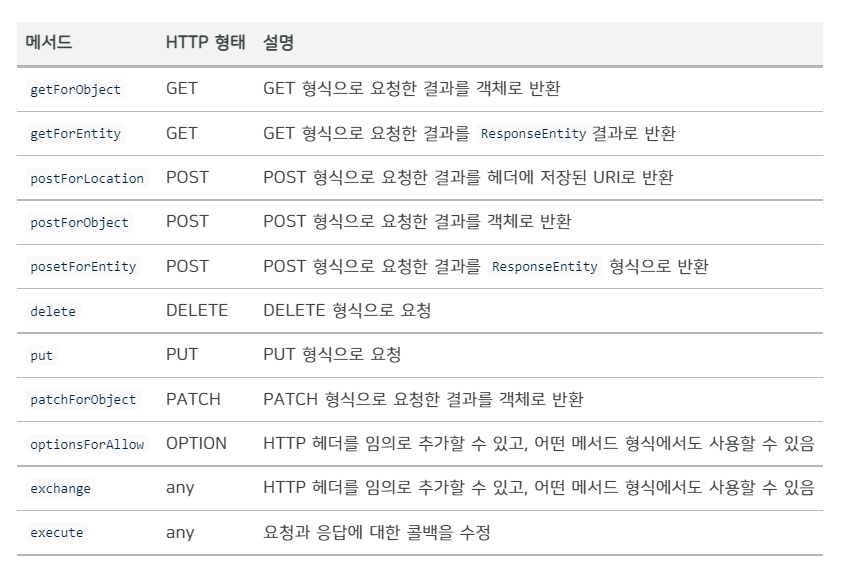 메서드 HTTP 형태 설명
getForObject GET GET 형식으로 요청한 결과를 객체로 반환
getForEntity GET GET 형식으로 요청한 결과를 ResponseEntity 결과로 반환
postForLocation POST POST 형식으로 요청한 결과를 헤더에 저장된 URI로 반환
postForObject POST POST 형식으로 요청한 결과를 객체로 반환
posetForEntity POST POST 형식으로 요청한 결과를 ResponseEntity 형식으로 반환
delete DELETE DELETE 형식으로 요청
put PUT PUT 형식으로 요청
patchForObject PATCH PATCH 형식으로 요청한 결과를 객체로 반환
optionsForAllow OPTION HTTP 헤더를 임의로 추가할 수 있고, 어떤 메서드 형식에서도 사용할 수 있음
exchange any HTTP 헤더를 임의로 추가할 수 있고, 어떤 메서드 형식에서도 사용할 수 있음
execute any 요청과 응답에 대한 콜백을 수정